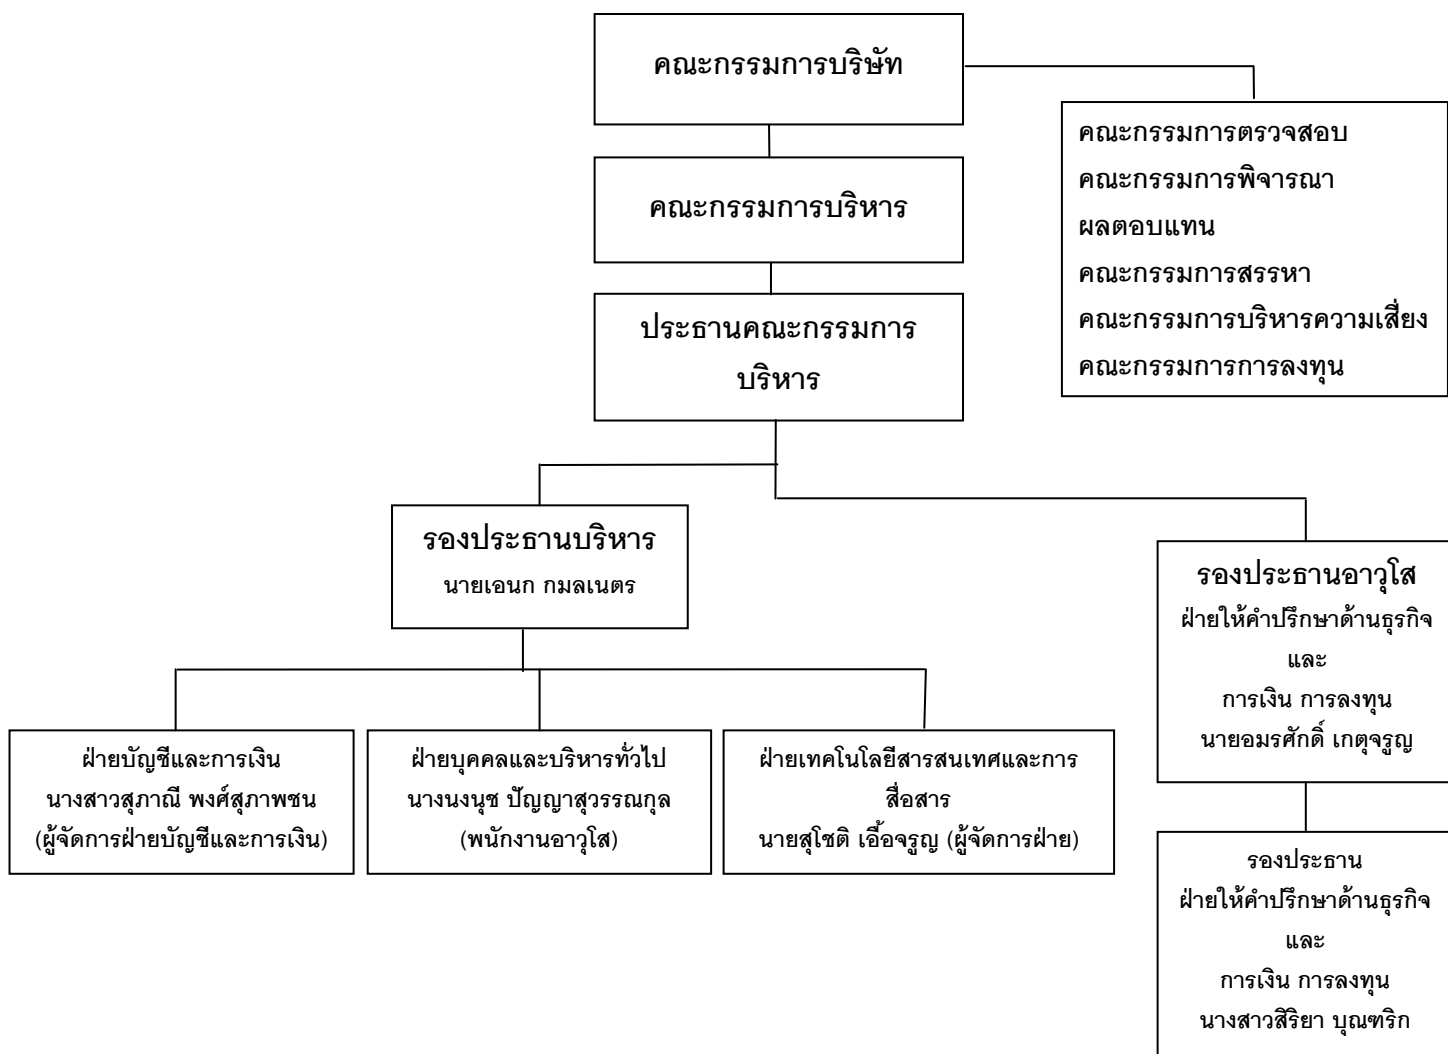 คณะกรรมการบริษัท
คณะกรรมการตรวจสอบ
คณะกรรมการพิจารณา
ผลตอบแทน
คณะกรรมการสรรหา
คณะกรรมการบริหารความเสี่ยง
คณะกรรมการการลงทุน
คณะกรรมการบริหาร
ประธานคณะกรรมการ
บริหาร
รองประธานบริหาร
นายเอนก กมลเนตร
รองประธานอาวุโส
ฝ่ายให้คำปรึกษาด้านธุรกิจ
และ
การเงิน การลงทุน
นายอมรศักดิ์ เกตุจรูญ
ฝ่ายบัญชีและการเงิน
นางสาวสุภาณี พงศ์สุภาพชน
(ผู้จัดการฝ่ายบัญชีและการเงิน)
ฝ่ายบุคคลและบริหารทั่วไป
นางนงนุช ปัญญาสุวรรณกุล
(พนักงานอาวุโส)
ฝ่ายเทคโนโลยีสารสนเทศและการ
สื่อสาร
นายสุโชติ เอื้อจรูญ (ผู้จัดการฝ่าย)
รองประธาน
ฝ่ายให้คำปรึกษาด้านธุรกิจ
และ
การเงิน การลงทุน
นางสาวสิริยา บุณฑริก